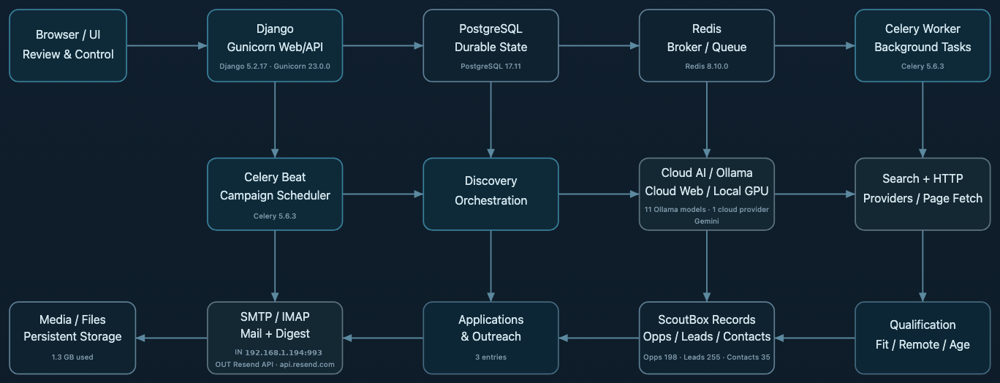 Browser / UI
Review & Control
Django
Gunicorn Web/API
Django 5.2.17 · Gunicorn 23.0.0
PostgreSQL
Durable State
PostgreSQL 17.11
Redis
Broker / Queue
Redis 8.10.0
Celery Worker
Background Tasks
Celery 5.6.3
Celery Beat
Campaign Scheduler
Celery 5.6.3
Discovery
Orchestration
Cloud AI / Ollama
Cloud Web / Local GPU
11 Ollama models · 1 cloud provider
Gemini
Search + HTTP
Providers / Page Fetch
Media / Files
Persistent Storage
1.3 GB used
SMTP / IMAP
Mail + Digest
IN 192.168.1.194:993
OUT Resend API · api.resend.com
Applications
& Outreach
3 entries
ScoutBox Records
Opps / Leads / Contacts
Opps 198 · Leads 255 · Contacts 35
Qualification
Fit / Remote / Age